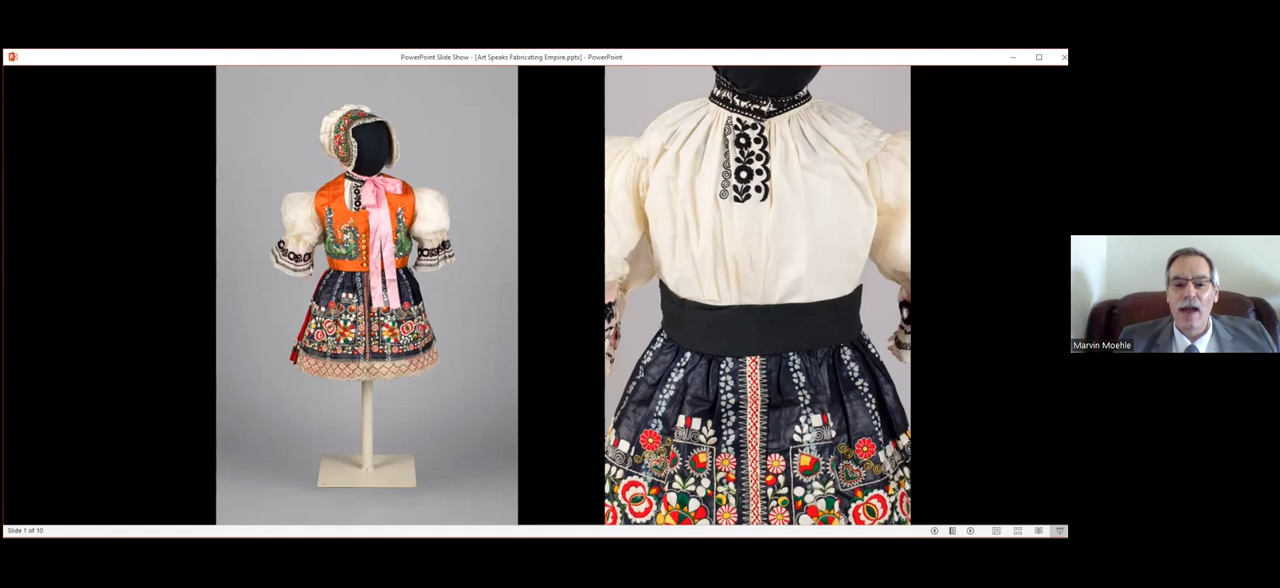 PowerPoint Slide Show - [Art Speaks Fabricating Empire.pptx] - PowerPoint
Marvin Moehle
Slide 1 of 10